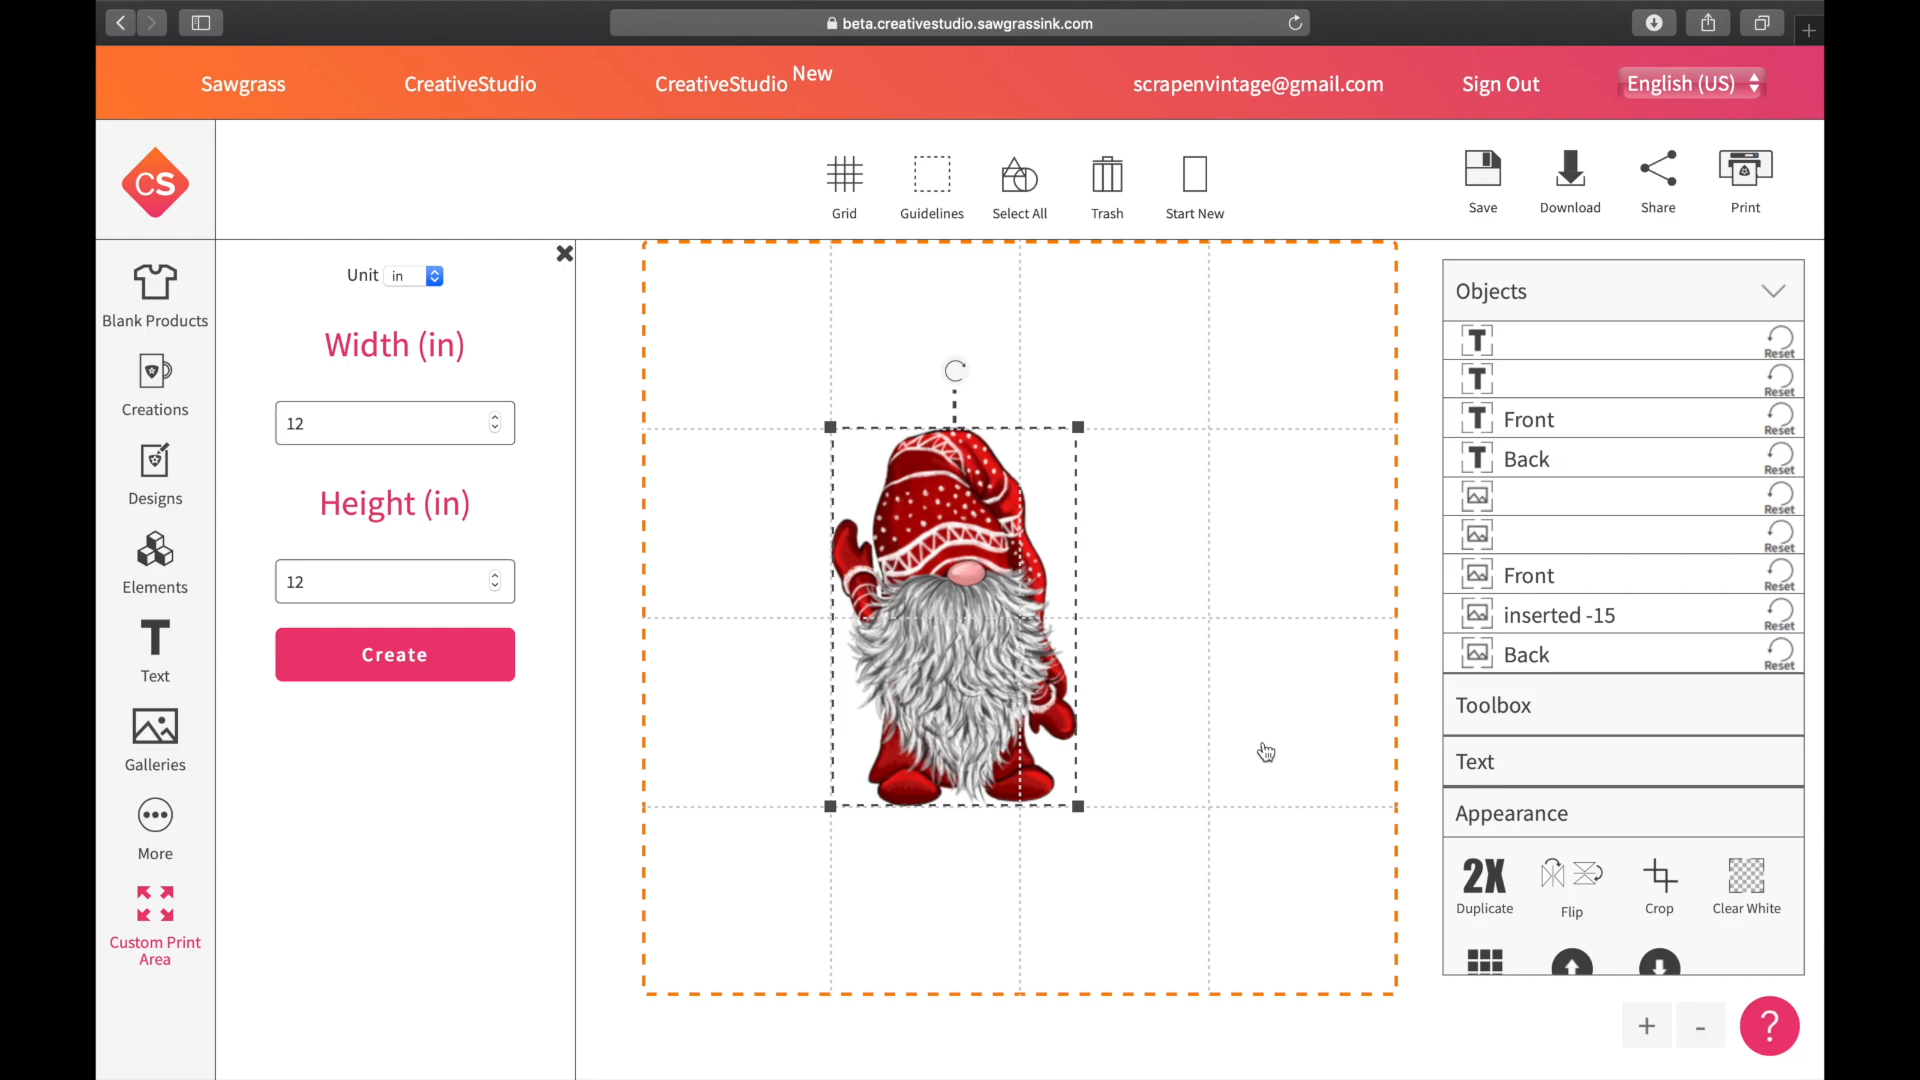 beta.creativestudio.sawgrassink.com
Sawgrass
CreativeStudio
CreativeStudio New
scrapenvintage@gmail.com
Sign Out
English (US)
CS
Grid
Guidelines
Select All
Trash
Start New
Save
Download
Share
Print
Blank Products
Creations
Designs
Elements
Text
Galleries
More
Custom Print
Area
Unit in
Width (in)
12
Height (in)
12
Create
Objects
T Reset
T Reset
T Front Reset
T Back Reset
Reset
Reset
Front Reset
inserted -15 Reset
Back Reset
Toolbox
Text
Appearance
2X
Duplicate
Flip
Crop
Clear White
+
-
?